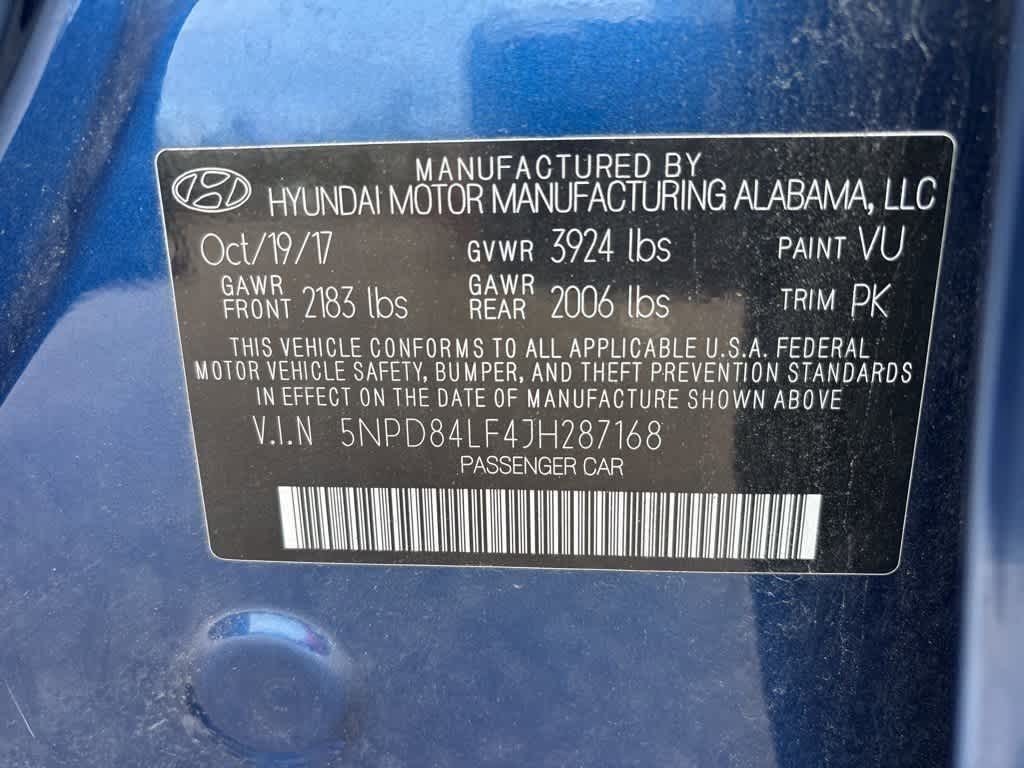 MANUFACTURED BY
HYUNDAI MOTOR MANUFACTURING ALABAMA, LLC
Oct/19/17 GVWR 3924 lbs PAINT VU
GAWR FRONT 2183 lbs GAWR REAR 2006 lbs TRIM PK
THIS VEHICLE CONFORMS TO ALL APPLICABLE U.S.A. FEDERAL
MOTOR VEHICLE SAFETY, BUMPER, AND THEFT PREVENTION STANDARDS
IN EFFECT ON THE DATE OF MANUFACTURE SHOWN ABOVE
V.I.N 5NPD84LF4JH287168
PASSENGER CAR